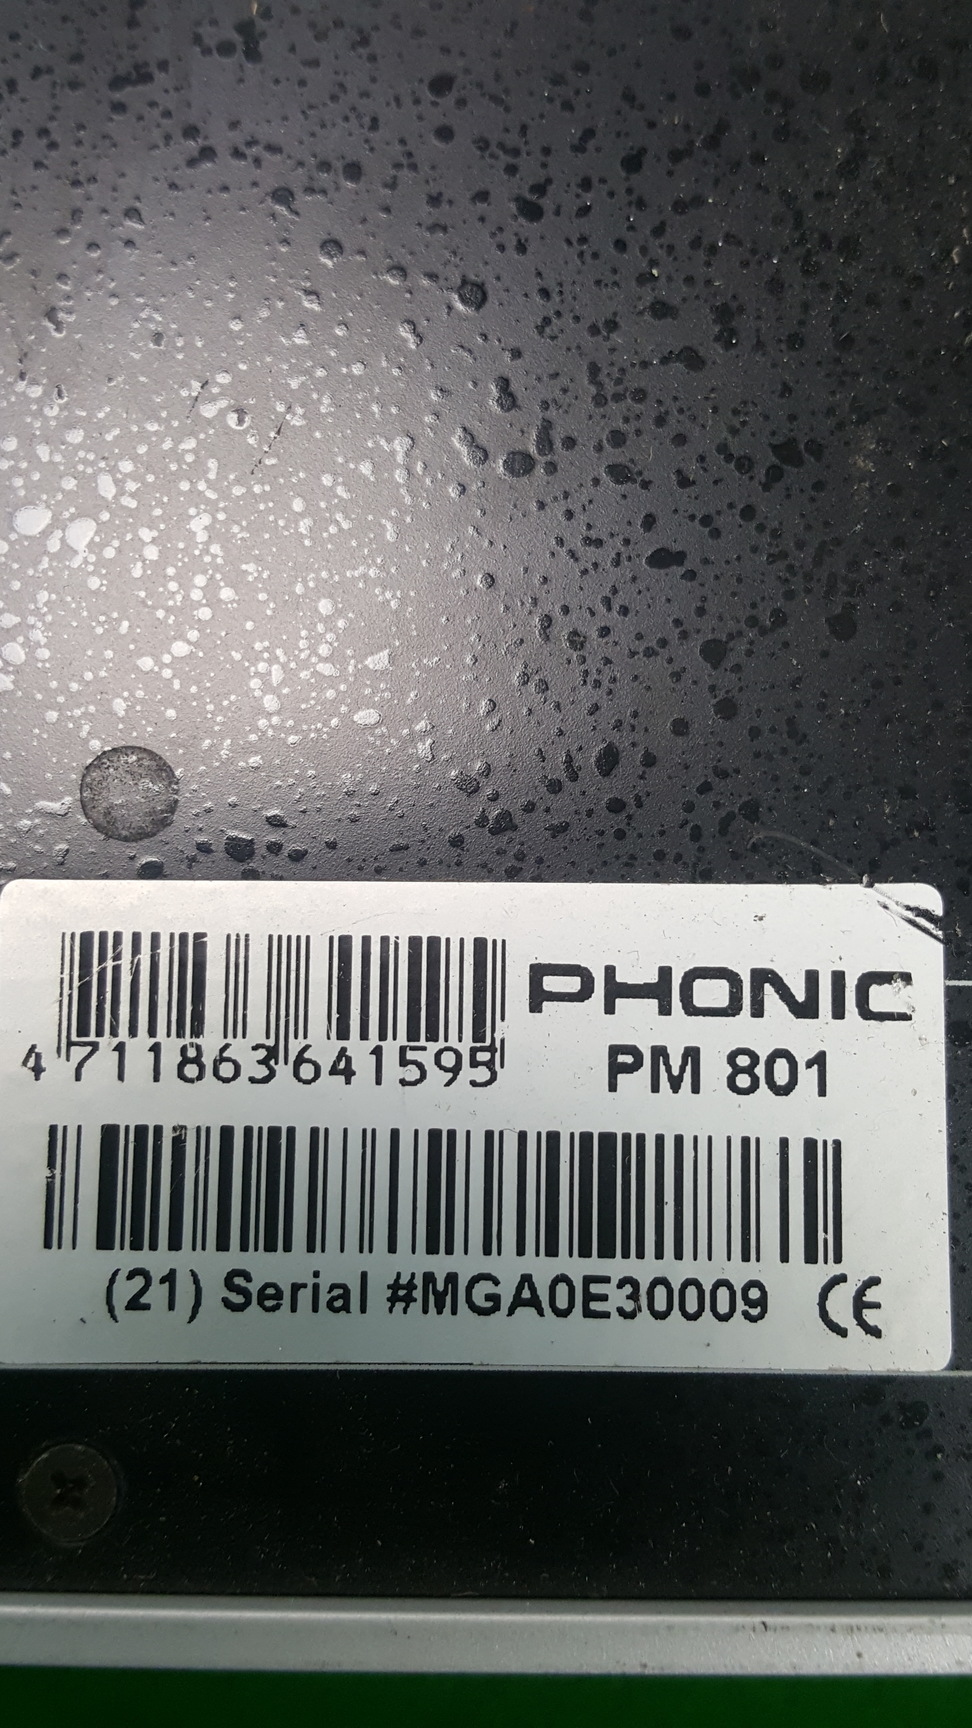 4 711863 641595
PHONIC
PM 801
(21) Serial #MGA0E30009
CE